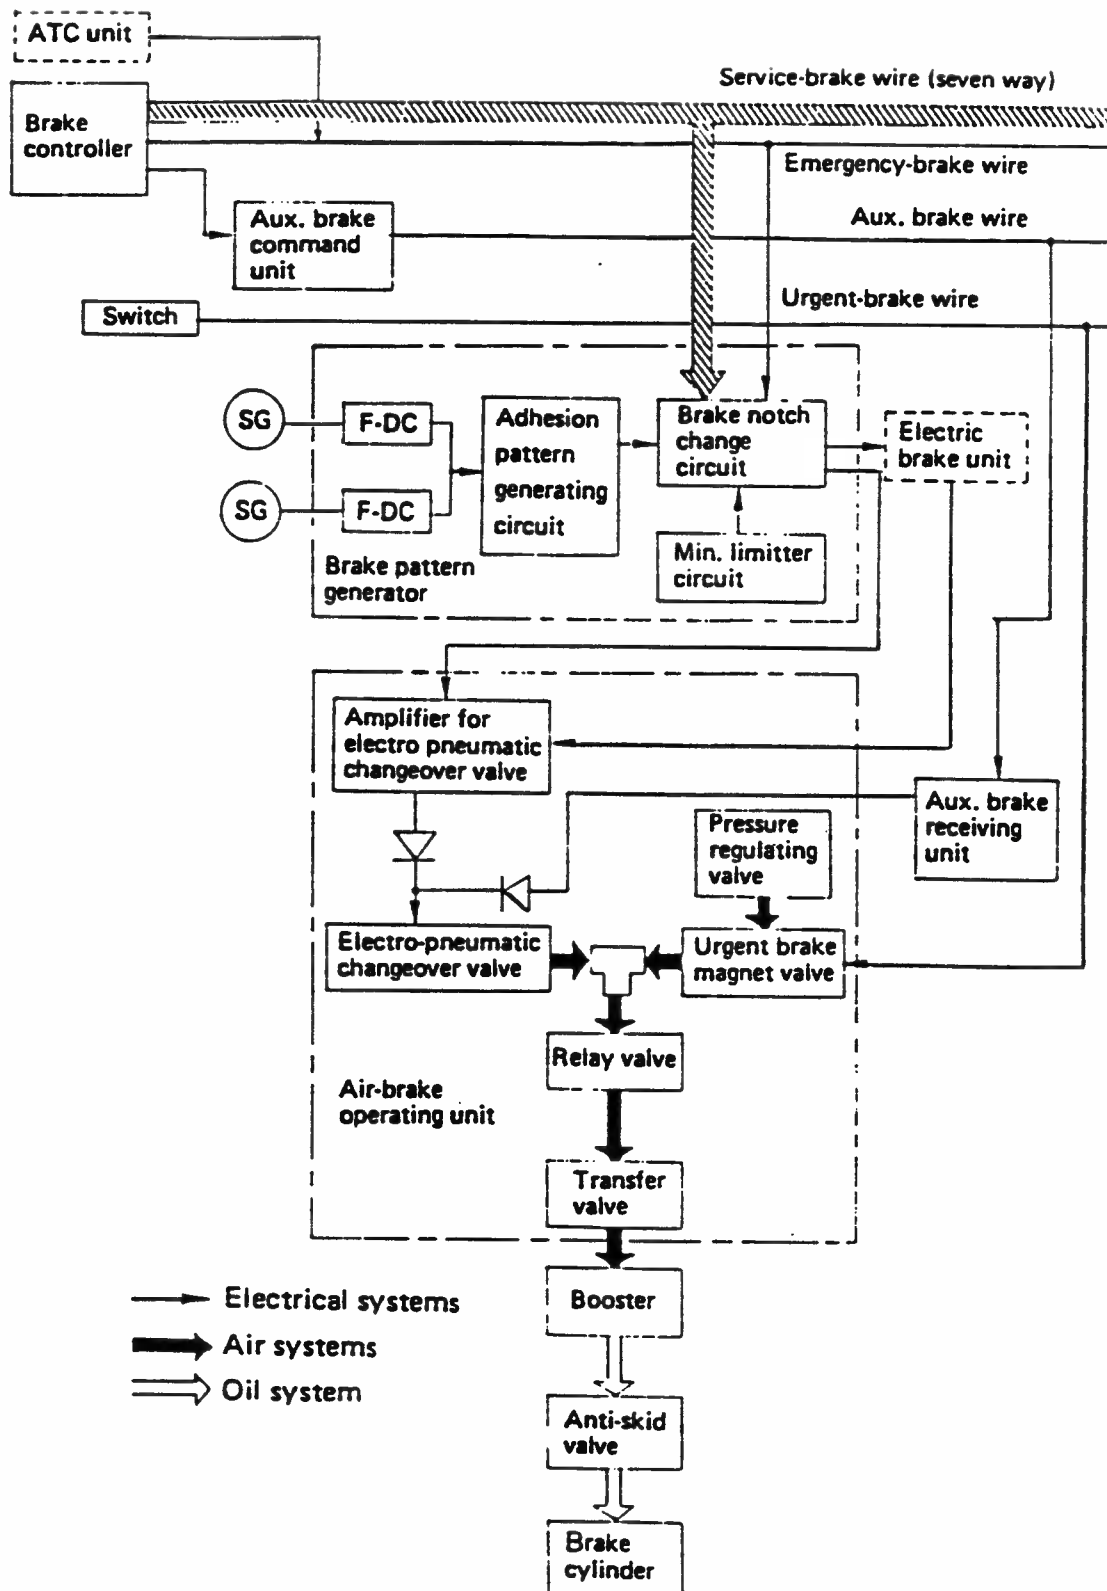 ATC unit
Service-brake wire (seven way)
Brake
controller
Emergency-brake wire
Aux. brake
command
unit
Aux. brake wire
Urgent-brake wire
Switch
SG
F-DC
Adhesion
pattern
generating
circuit
Brake notch
change
circuit
Electric
brake unit
SG
F-DC
Min. limitter
circuit
Brake pattern
generator
Amplifier for
electro pneumatic
changeover valve
Pressure
regulating
valve
Aux. brake
receiving
unit
Electro-pneumatic
changeover valve
Urgent brake
magnet valve
Relay valve
Air-brake
operating unit
Transfer
valve
Booster
Electrical systems
Air systems
Oil system
Anti-skid
valve
Brake
cylinder